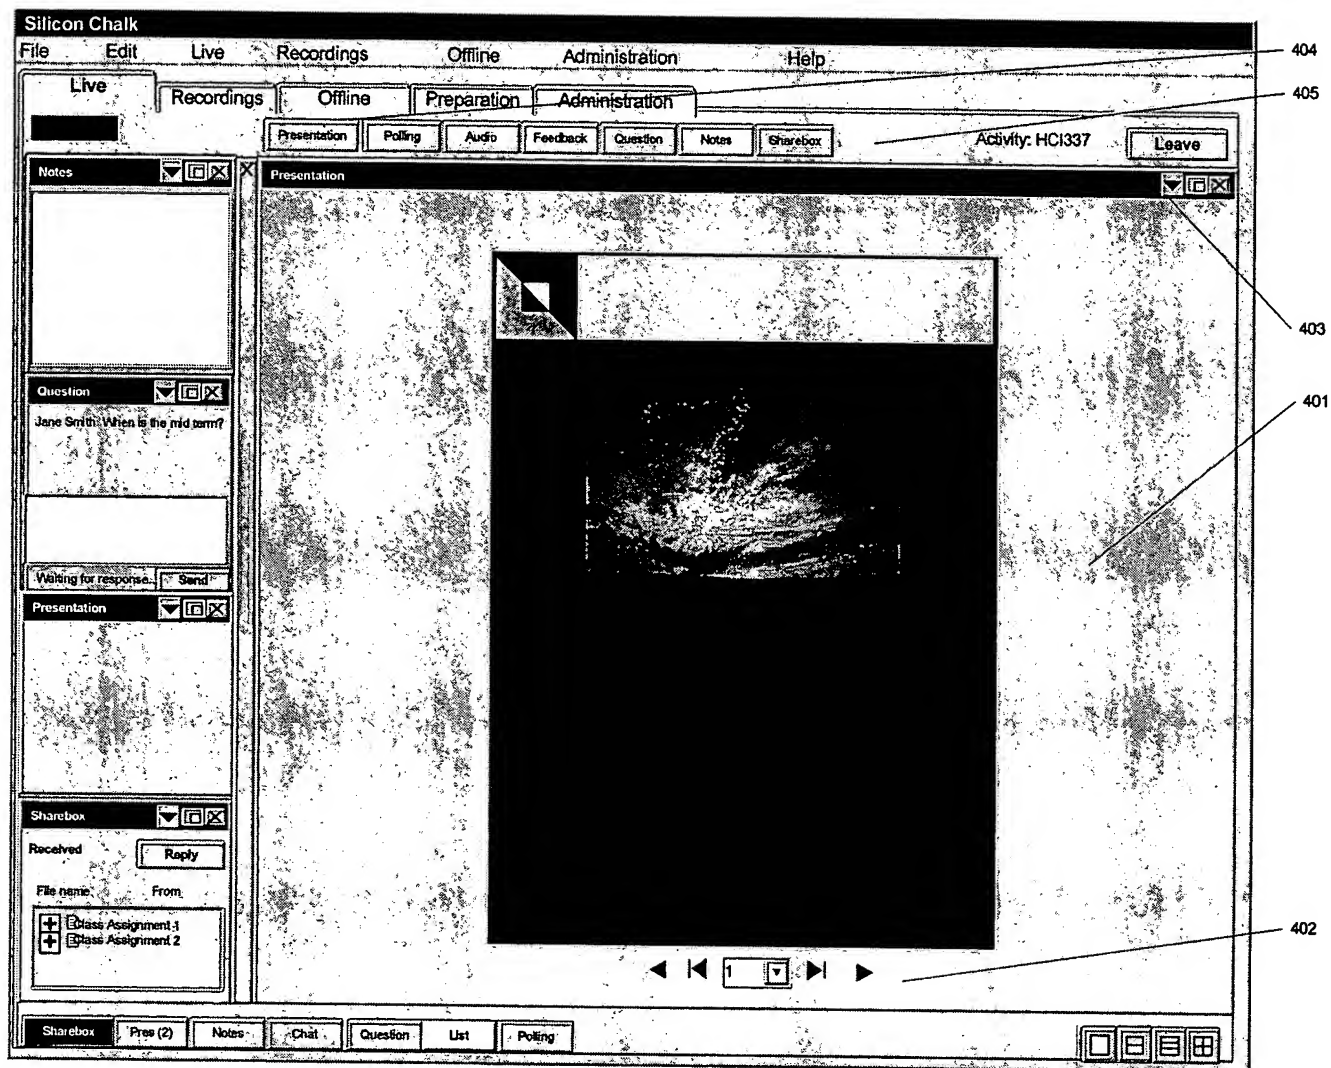 Silicon Chalk
File Edit Live Recordings Offline Administration Help
404
Live Recordings Offline Preparation Administration
405
Presentation Polling Audio Feedback Question Notes Sharebox Activity: HCI337 Leave
Notes
Presentation
403
Question
401
Jane Smith: When is the mid term?
Waiting for response.. Send
Presentation
Sharebox
Received Reply
File name From
Class Assignment 1
Class Assignment 2
402
1
Sharebox Pres (2) Notes Chat Question List Polling